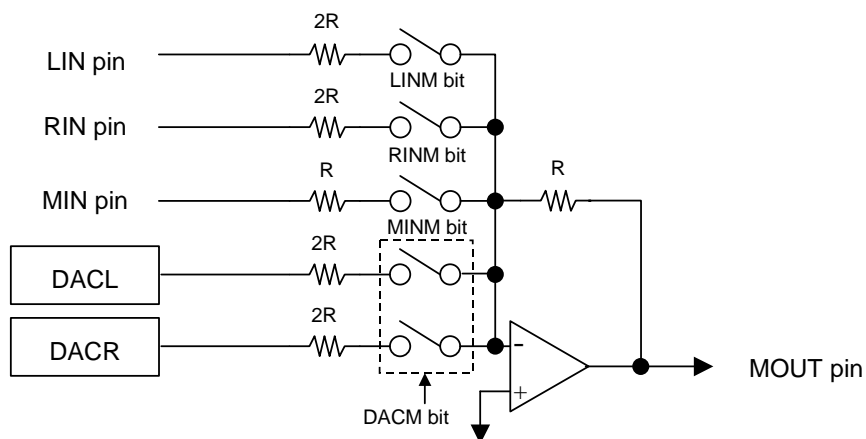 2R
LIN pin
LINM bit
2R
RIN pin
RINM bit
R
R
MIN pin
MINM bit
2R
DACL
2R
DACR
-
+
MOUT pin
DACM bit